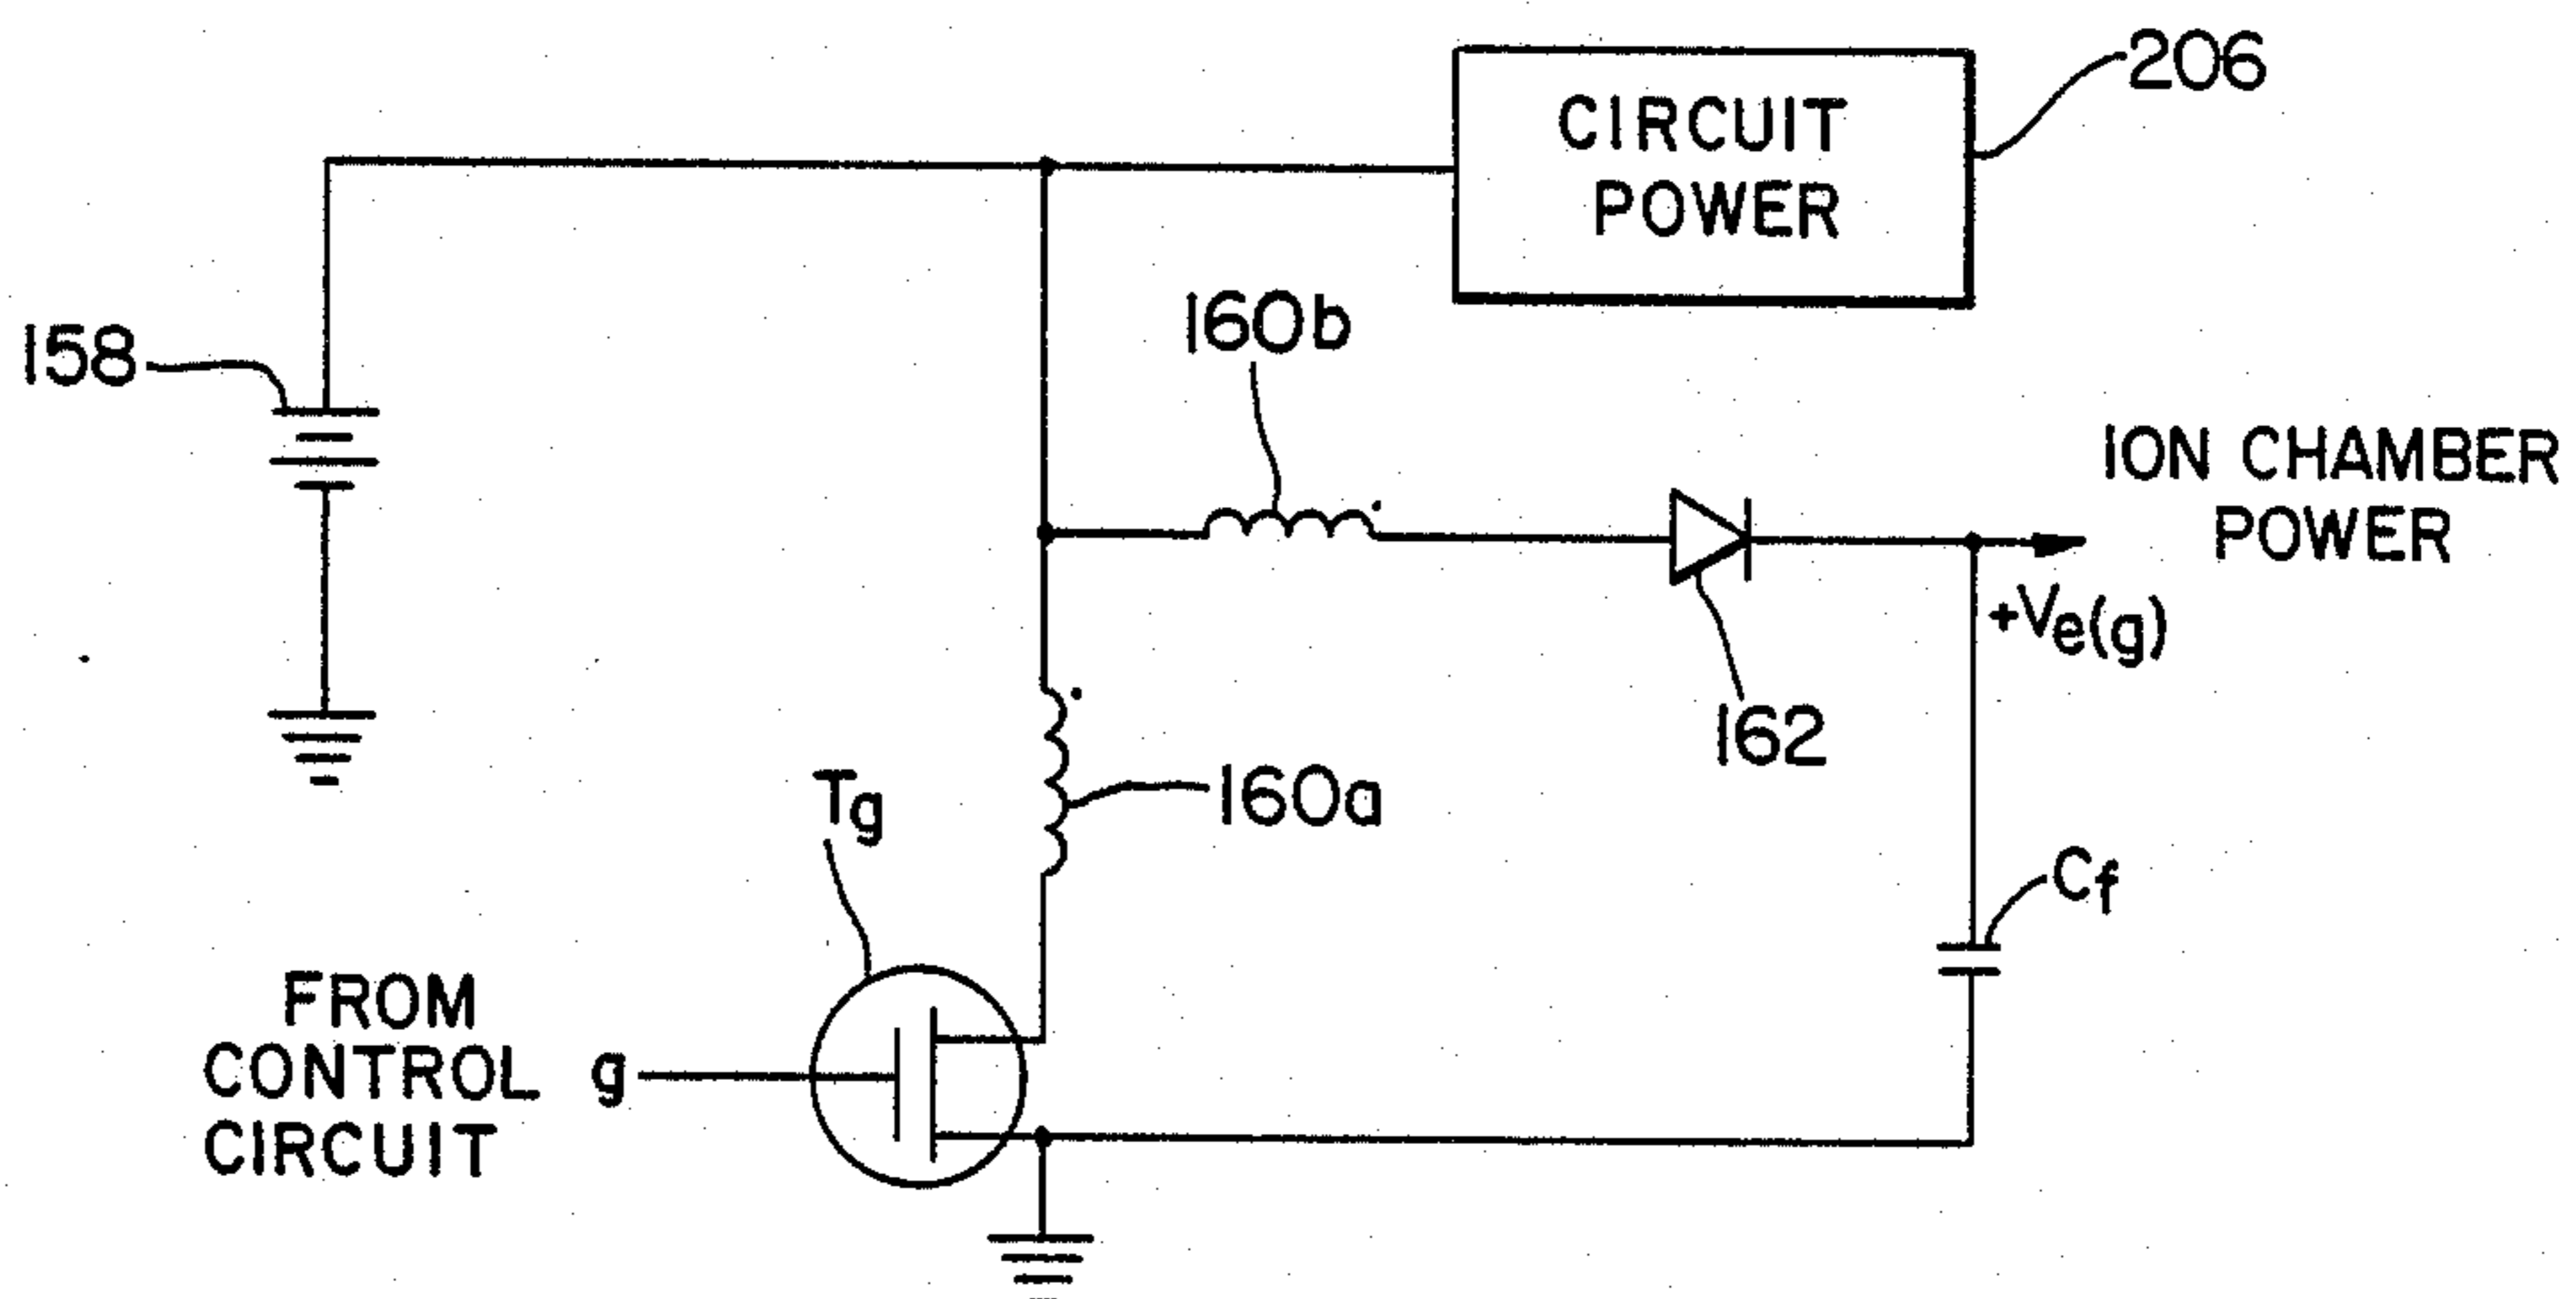 206
CIRCUIT
POWER
160b
158
ION CHAMBER
POWER
+Ve(g)
162
160a
Tg
Cf
FROM
CONTROL g
CIRCUIT